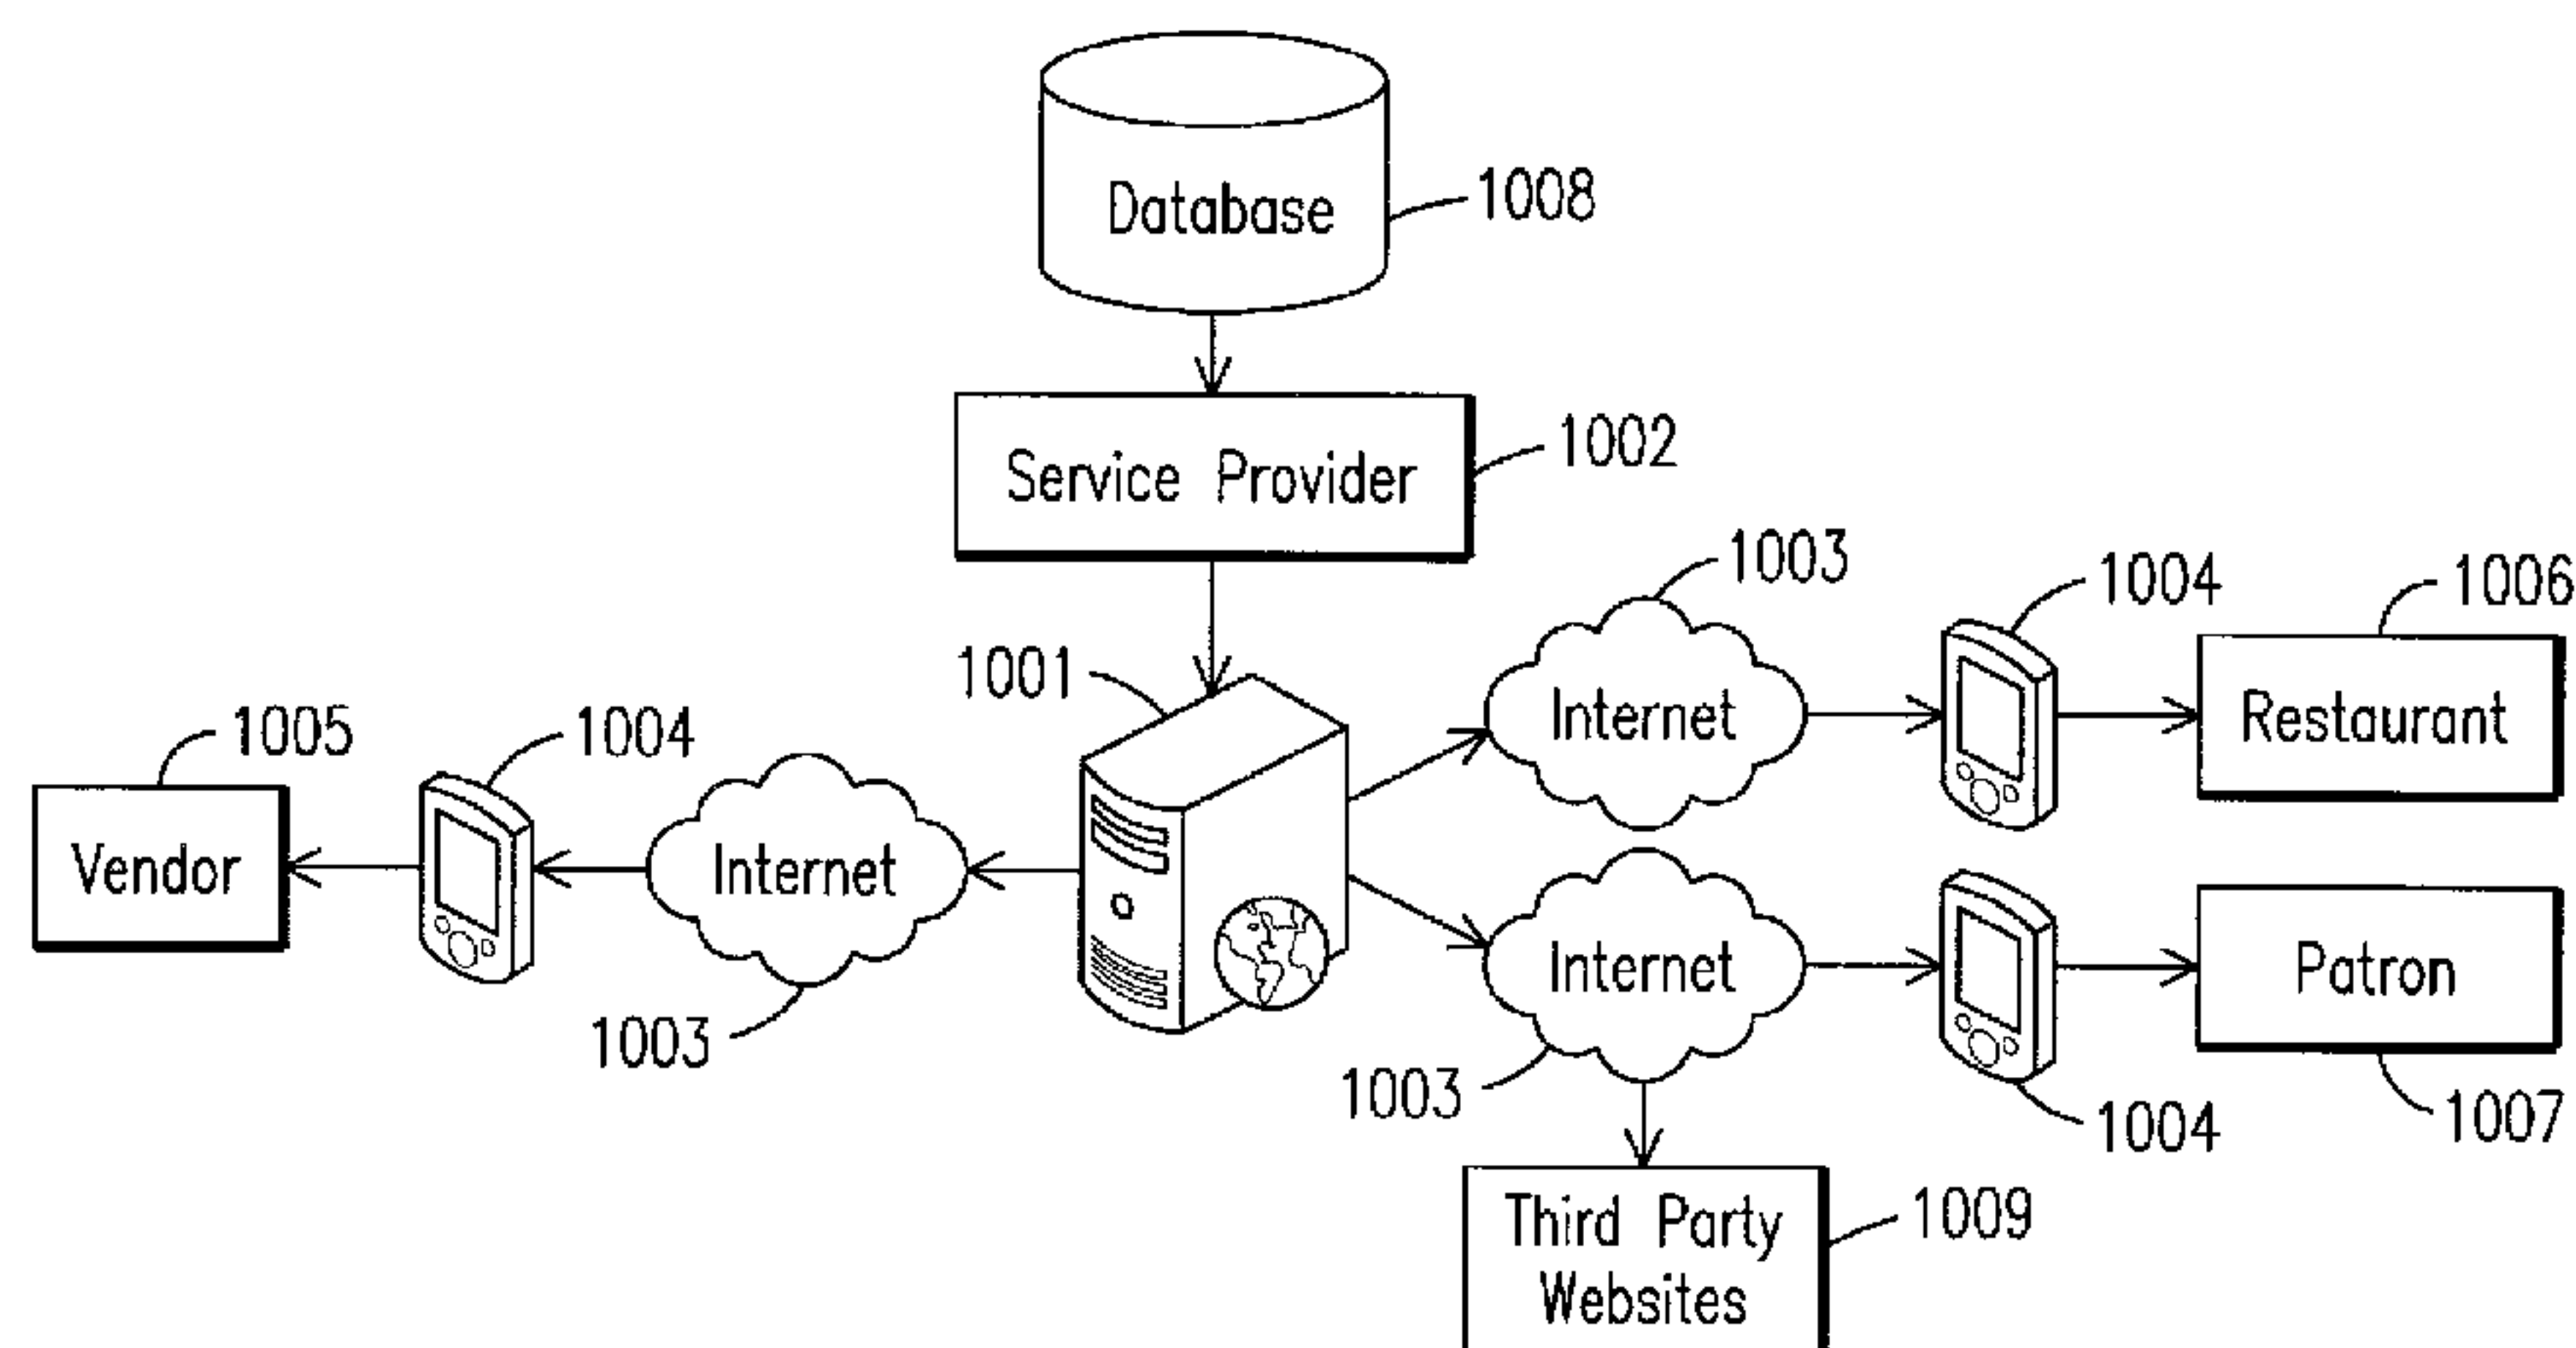 Database
1008
Service Provider
1002
1003
1004
1006
1001
Internet
Restaurant
1005
1004
Vendor
Internet
Internet
Patron
1003
1003
1004
1007
Third Party
Websites
1009